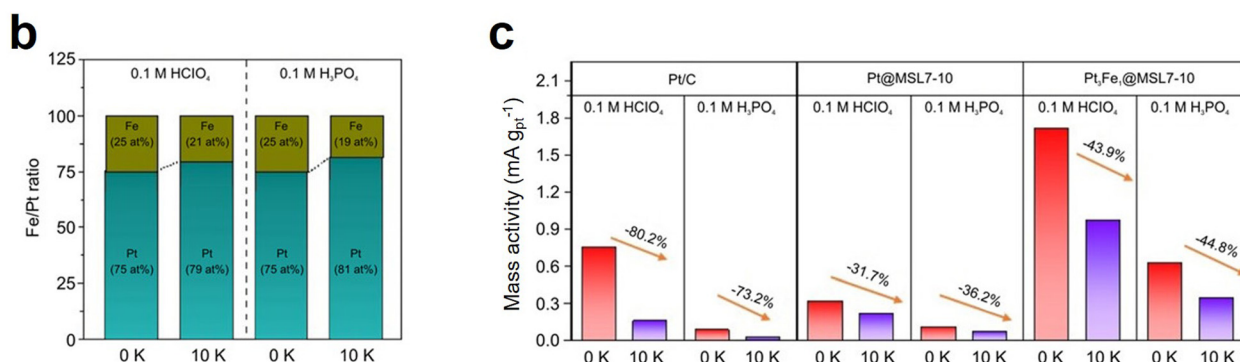 b
125
100
75
50
25
0
Fe/Pt ratio
0.1 M HClO₄
0.1 M H₃PO₄
Fe
(25 at%)
Fe
(21 at%)
Fe
(25 at%)
Fe
(19 at%)
Pt
(75 at%)
Pt
(79 at%)
Pt
(75 at%)
Pt
(81 at%)
0 K
10 K
0 K
10 K
c
Mass activity (mA gₚₜ⁻¹)
2.1
1.8
1.5
1.2
0.9
0.6
0.3
0.0
Pt/C
Pt@MSL7-10
Pt₃Fe₁@MSL7-10
0.1 M HClO₄
0.1 M H₃PO₄
0.1 M HClO₄
0.1 M H₃PO₄
0.1 M HClO₄
0.1 M H₃PO₄
-80.2%
-73.2%
-31.7%
-36.2%
-43.9%
-44.8%
0 K
10 K
0 K
10 K
0 K
10 K
0 K
10 K
0 K
10 K
0 K
10 K